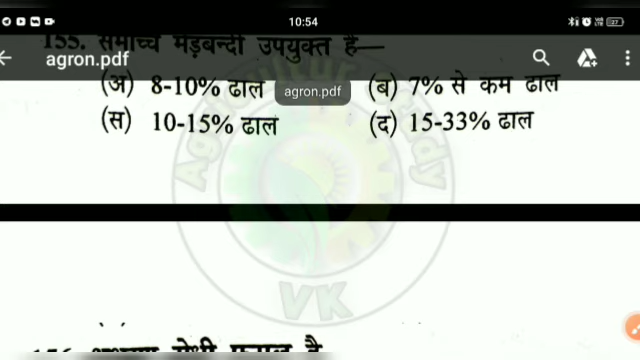 10:54
155. समोच्च मेड़बन्दी उपयुक्त है—
agron.pdf
(अ) 8-10% ढाल
agron.pdf
(ब) 7% से कम ढाल
(स) 10-15% ढाल
(द) 15-33% ढाल
VK